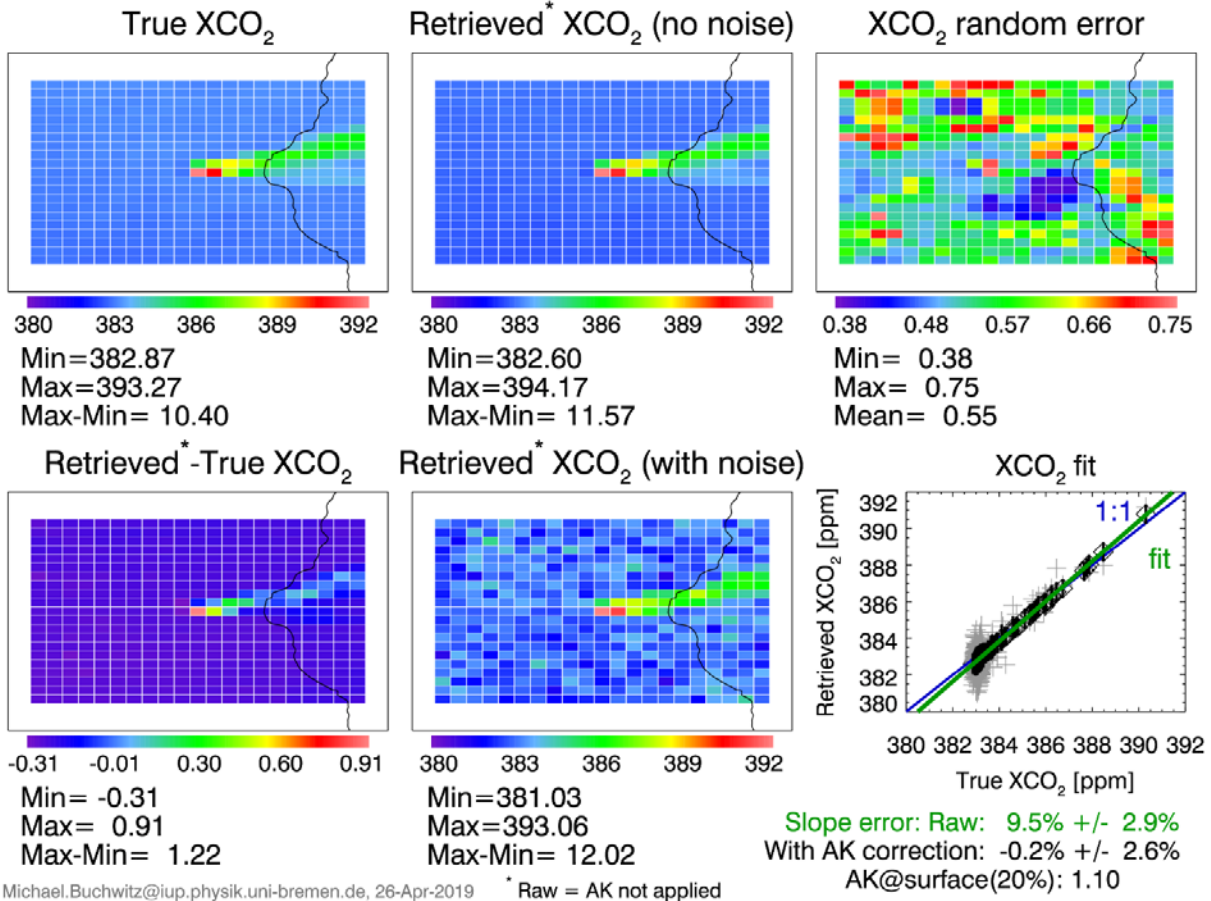 True XCO2
Retrieved* XCO2 (no noise)
XCO2 random error
380 383 386 389 392
380 383 386 389 392
0.38 0.48 0.57 0.66 0.75
Min=382.87
Max=393.27
Max-Min= 10.40
Min=382.60
Max=394.17
Max-Min= 11.57
Min= 0.38
Max= 0.75
Mean= 0.55
Retrieved*-True XCO2
Retrieved* XCO2 (with noise)
XCO2 fit
-0.31 -0.01 0.30 0.60 0.91
Min= -0.31
Max= 0.91
Max-Min= 1.22
380 383 386 389 392
Min=381.03
Max=393.06
Max-Min= 12.02
Retrieved XCO2 [ppm]
392
390
388
386
384
382
380
1:1
fit
380 382 384 386 388 390 392
True XCO2 [ppm]
Slope error: Raw: 9.5% +/- 2.9%
With AK correction: -0.2% +/- 2.6%
AK@surface(20%): 1.10
Michael.Buchwitz@iup.physik.uni-bremen.de, 26-Apr-2019
* Raw = AK not applied